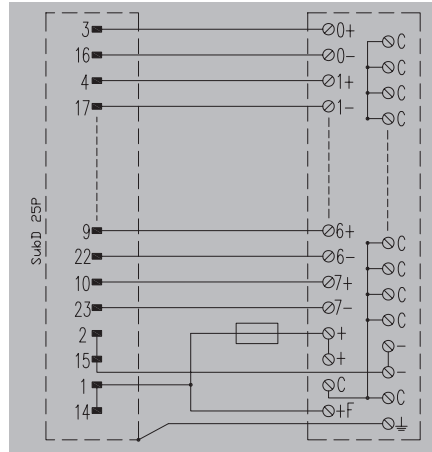 3 0+
C
16 0-
C
4 1+
C
17 1-
C
SubD 25P
9 6+
C
22 6-
C
10 7+
C
23 7-
C
2 +
-
15 +
-
1 C
C
14 +F